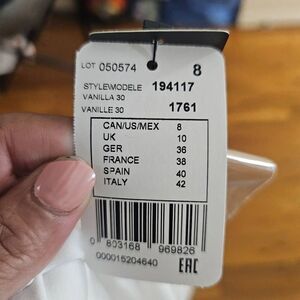 LOT 050574 8
STYLE/MODELE 194117
VANILLA 30
VANILLE 30 1761
CAN/US/MEX 8
UK 10
GER 36
FRANCE 38
SPAIN 40
ITALY 42
0 803168 969826
000015204640 EAC